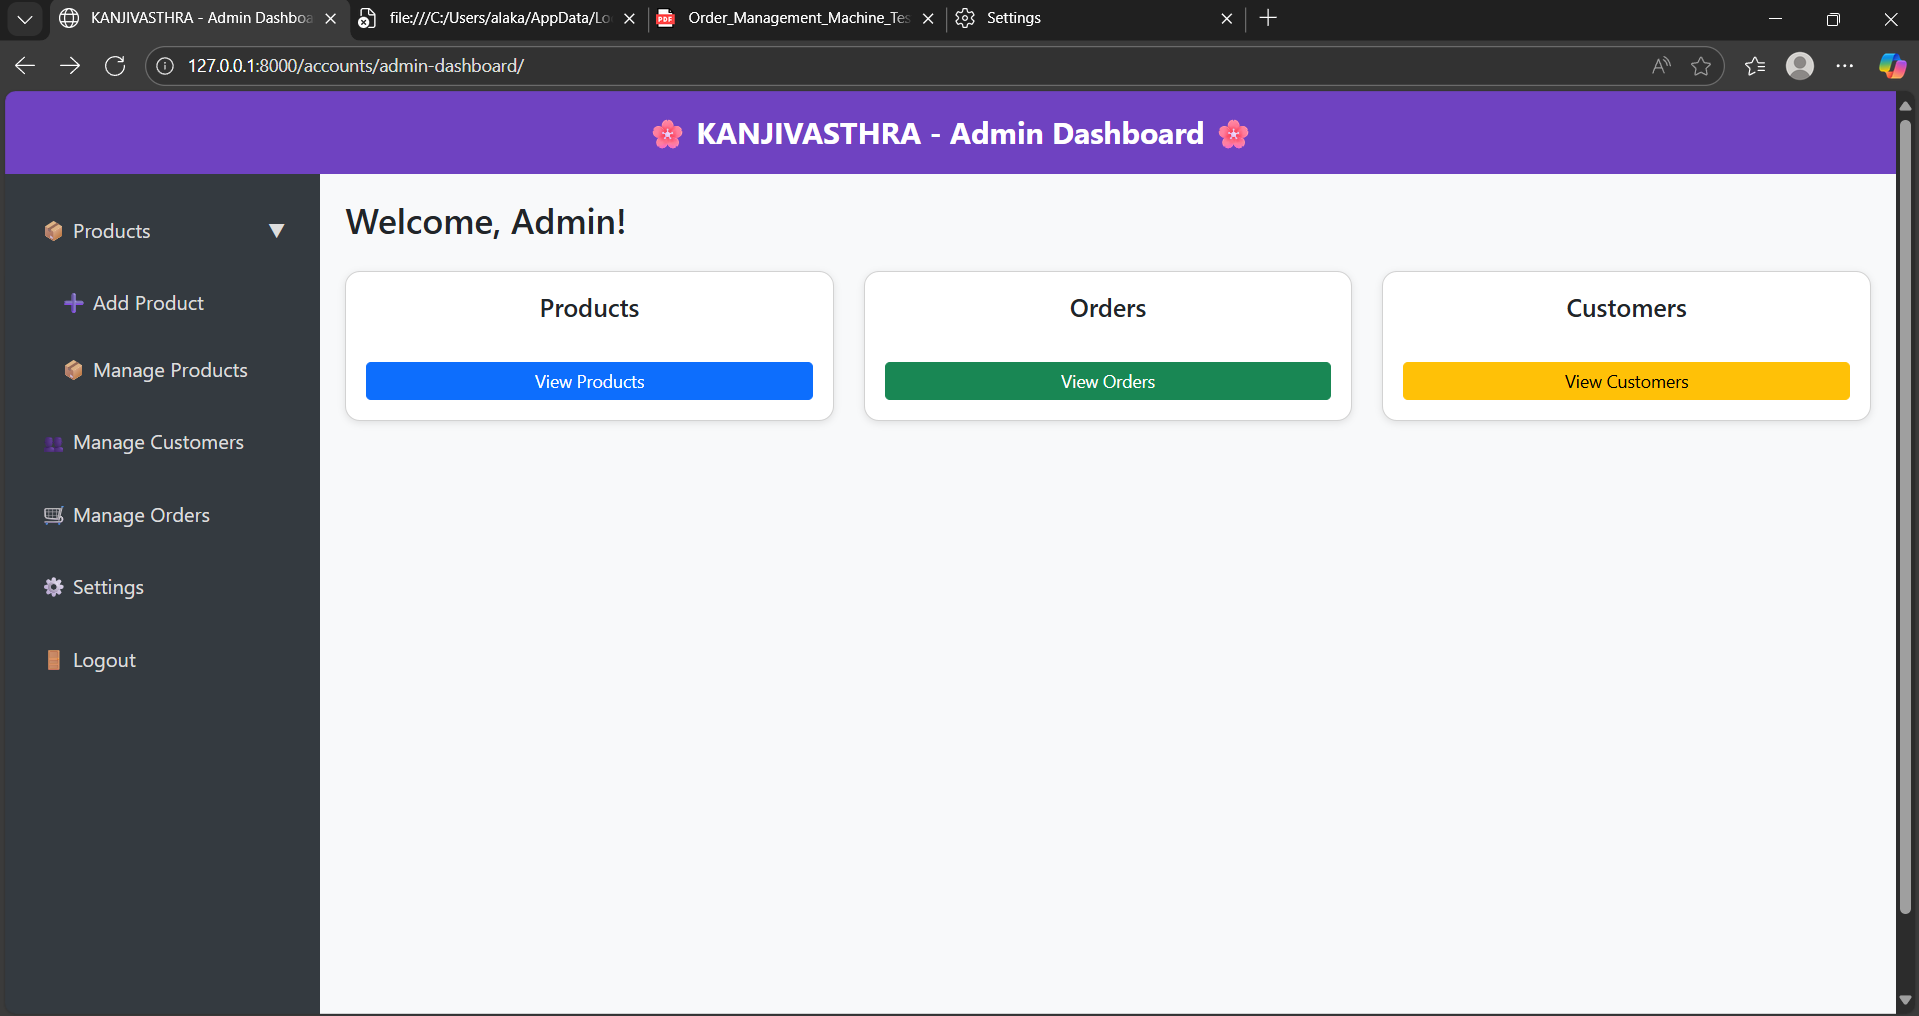 KANJIVASTHRA - Admin Dashboa
file:///C:/Users/alaka/AppData/Lo
Order_Management_Machine_Tes
Settings
127.0.0.1:8000/accounts/admin-dashboard/
🌸 KANJIVASTHRA - Admin Dashboard 🌸
📦 Products ▼
➕ Add Product
📦 Manage Products
👥 Manage Customers
🛒 Manage Orders
⚙️ Settings
🚪 Logout
Welcome, Admin!
Products
View Products
Orders
View Orders
Customers
View Customers